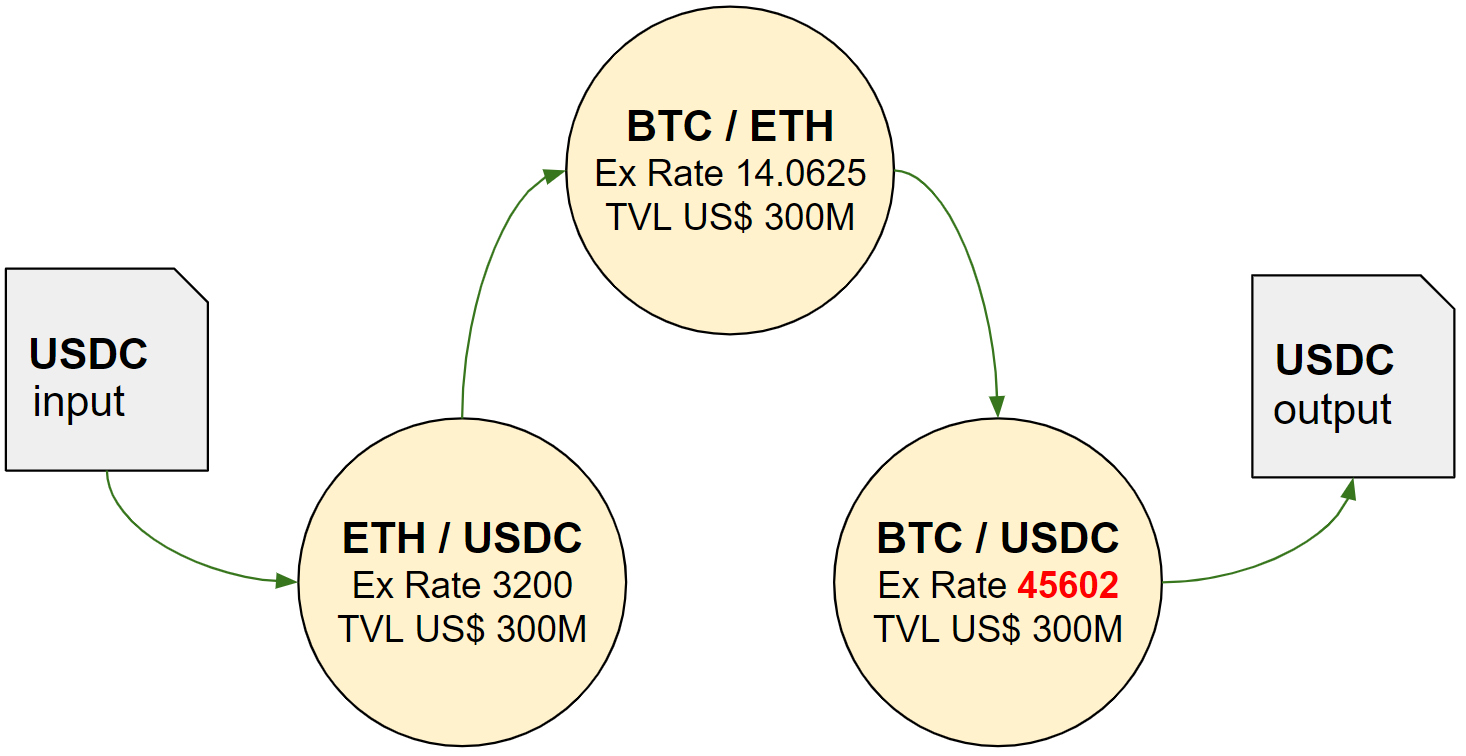 USDC
input
ETH / USDC
Ex Rate 3200
TVL US$ 300M
BTC / ETH
Ex Rate 14.0625
TVL US$ 300M
BTC / USDC
Ex Rate 45602
TVL US$ 300M
USDC
output